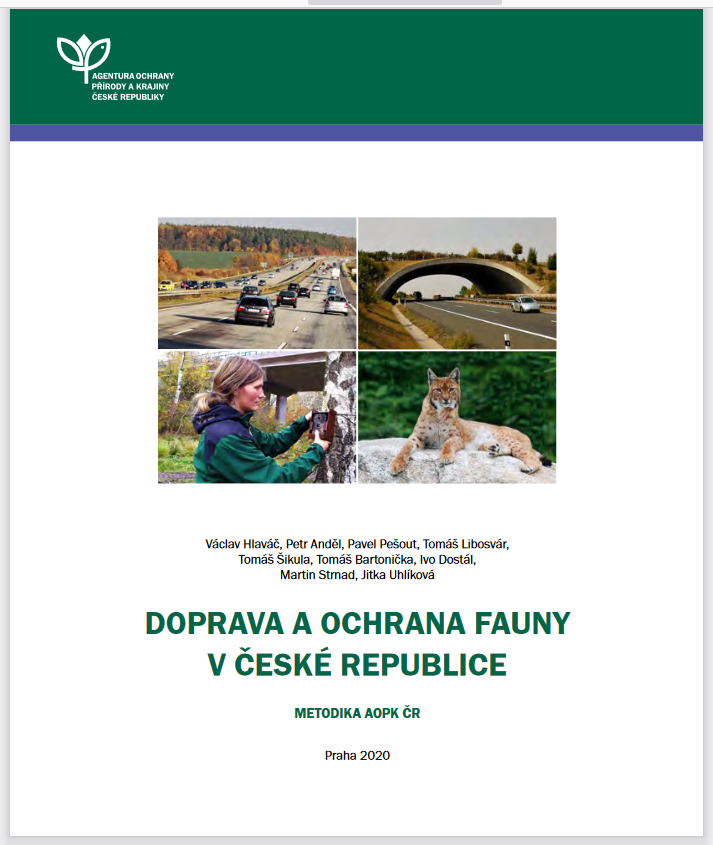 AGENTURA OCHRANY
PŘÍRODY A KRAJINY
ČESKÉ REPUBLIKY
Václav Hlaváč, Petr Anděl, Pavel Pešout, Tomáš Libosvár,
Tomáš Šikula, Tomáš Bartonička, Ivo Dostál,
Martin Strnad, Jitka Uhlíková
DOPRAVA A OCHRANA FAUNY
V ČESKÉ REPUBLICE
METODIKA AOPK ČR
Praha 2020